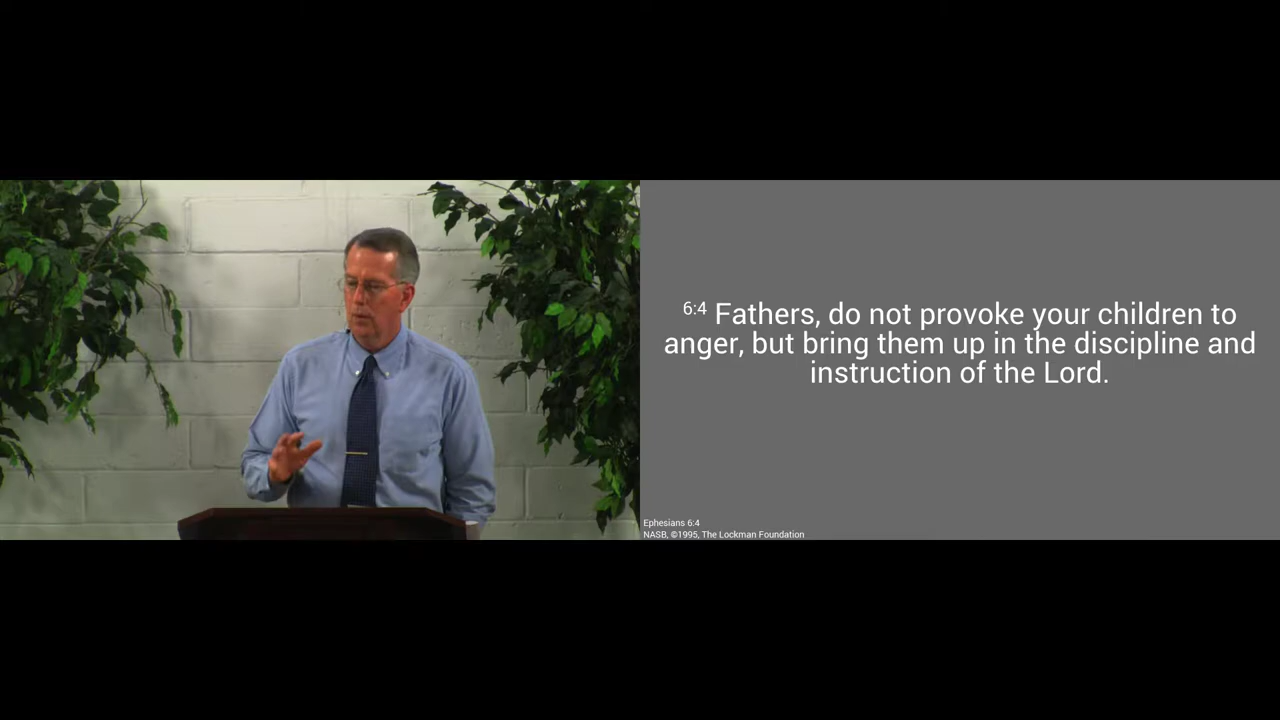 6:4 Fathers, do not provoke your children to
anger, but bring them up in the discipline and
instruction of the Lord.
Ephesians 6:4
NASB, ©1995, The Lockman Foundation